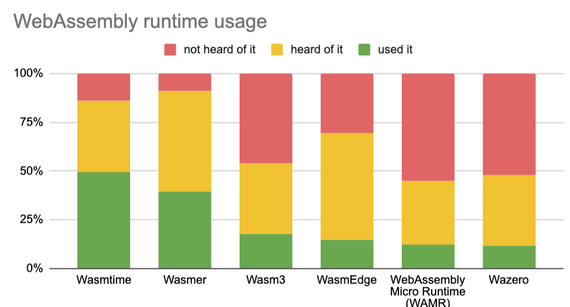 WebAssembly runtime usage
not heard of it heard of it used it
100%
75%
50%
25%
0%
Wasmtime Wasmer Wasm3 WasmEdge WebAssembly Wazero
Micro Runtime
(WAMR)